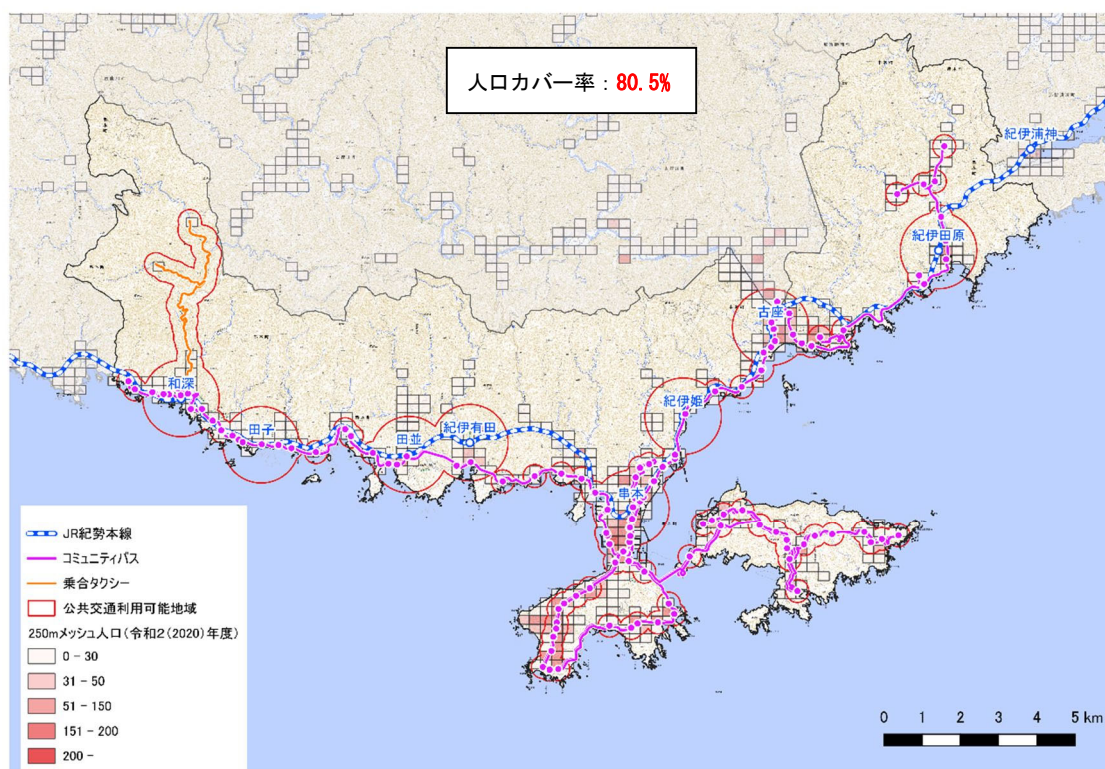 人口カバー率：80.5%
紀伊浦神
紀伊田原
古座
和深
紀伊姫
田子
田並
紀伊有田
串本
JR紀勢本線
コミュニティバス
乗合タクシー
公共交通利用可能地域
250mメッシュ人口（令和2（2020）年度）
0 - 30
31 - 50
51 - 150
151 - 200
200 -
0 1 2 3 4 5 km